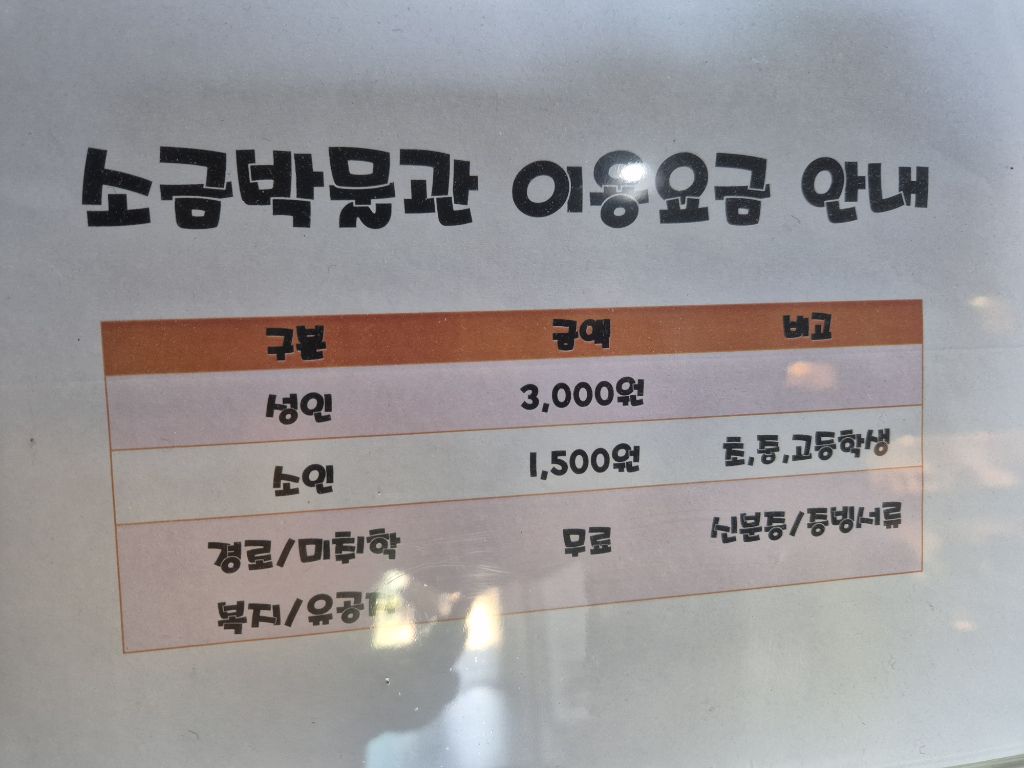 소금박물관 이용요금 안내
구분 금액 비고
성인 3,000원
소인 1,500원 초,중,고등학생
경로/미취학 무료 신분증/증빙서류
복지/유공자